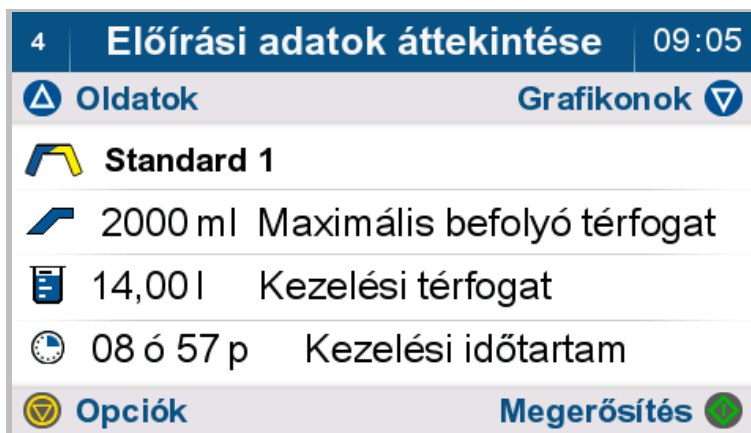 4 Előírási adatok áttekintése 09:05
Oldatok Grafikonok
Standard 1
2000 ml Maximális befolyó térfogat
14,00 l Kezelési térfogat
08 ó 57 p Kezelési időtartam
Opciók Megerősítés